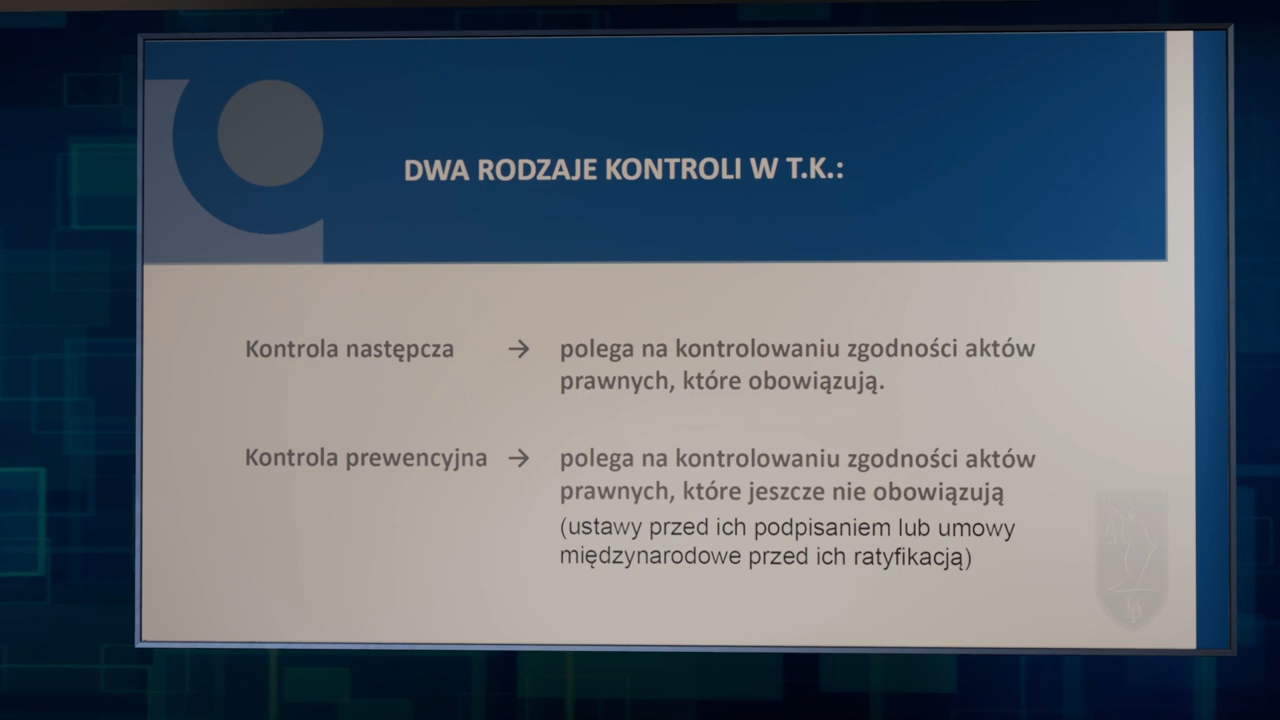 DWA RODZAJE KONTROLI W T.K.:
Kontrola następcza → polega na kontrolowaniu zgodności aktów
prawnych, które obowiązują.
Kontrola prewencyjna → polega na kontrolowaniu zgodności aktów
prawnych, które jeszcze nie obowiązują
(ustawy przed ich podpisaniem lub umowy
międzynarodowe przed ich ratyfikacją)